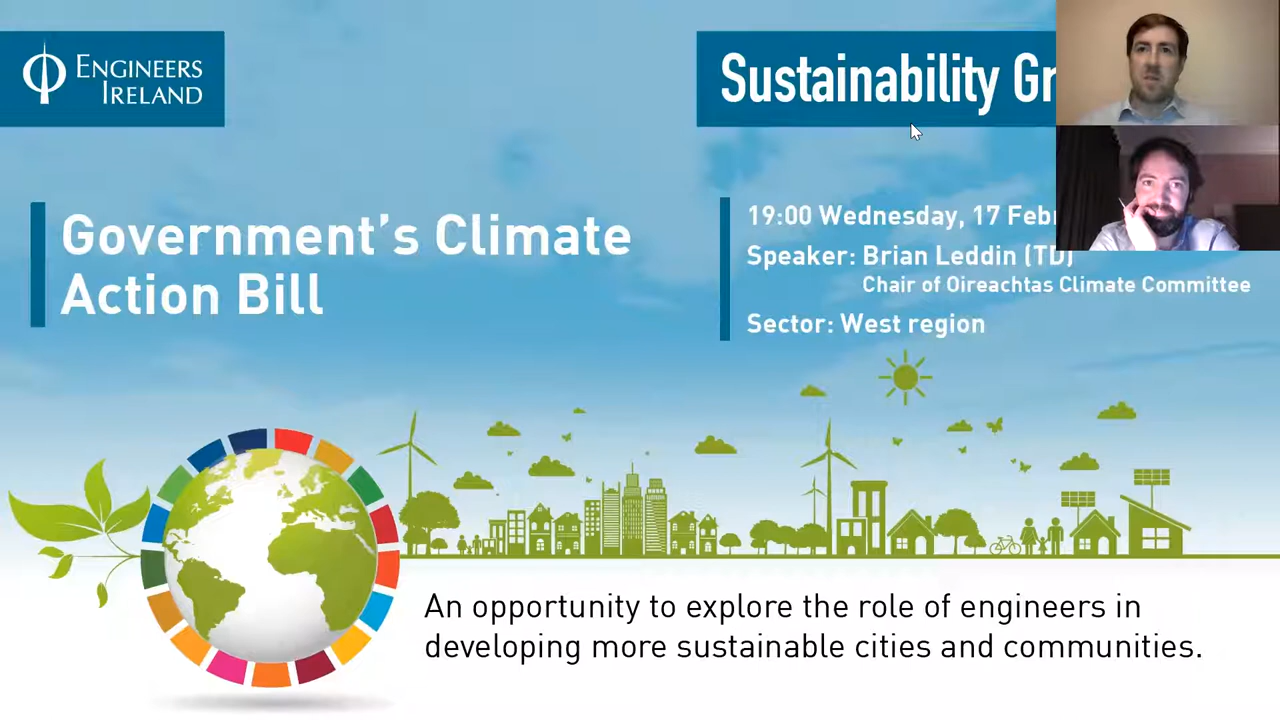 ENGINEERS
IRELAND
Sustainability Gr
Government's Climate
Action Bill
19:00 Wednesday, 17 Febr
Speaker: Brian Leddin (TD)
Chair of Oireachtas Climate Committee
Sector: West region
An opportunity to explore the role of engineers in
developing more sustainable cities and communities.